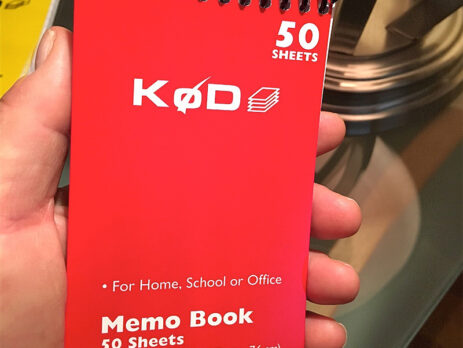 50
SHEETS
KøD
• For Home, School or Office
Memo Book
50 Sheets